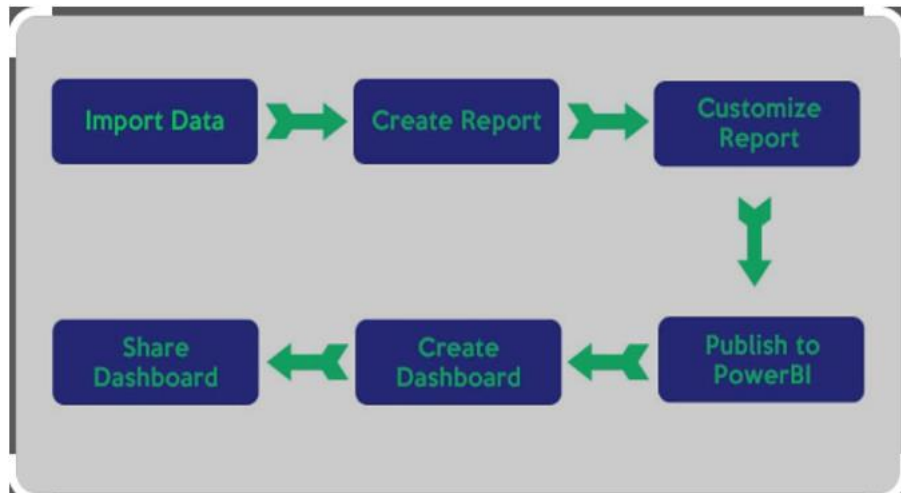 Import Data
Create Report
Customize
Report
Publish to
PowerBI
Create
Dashboard
Share
Dashboard